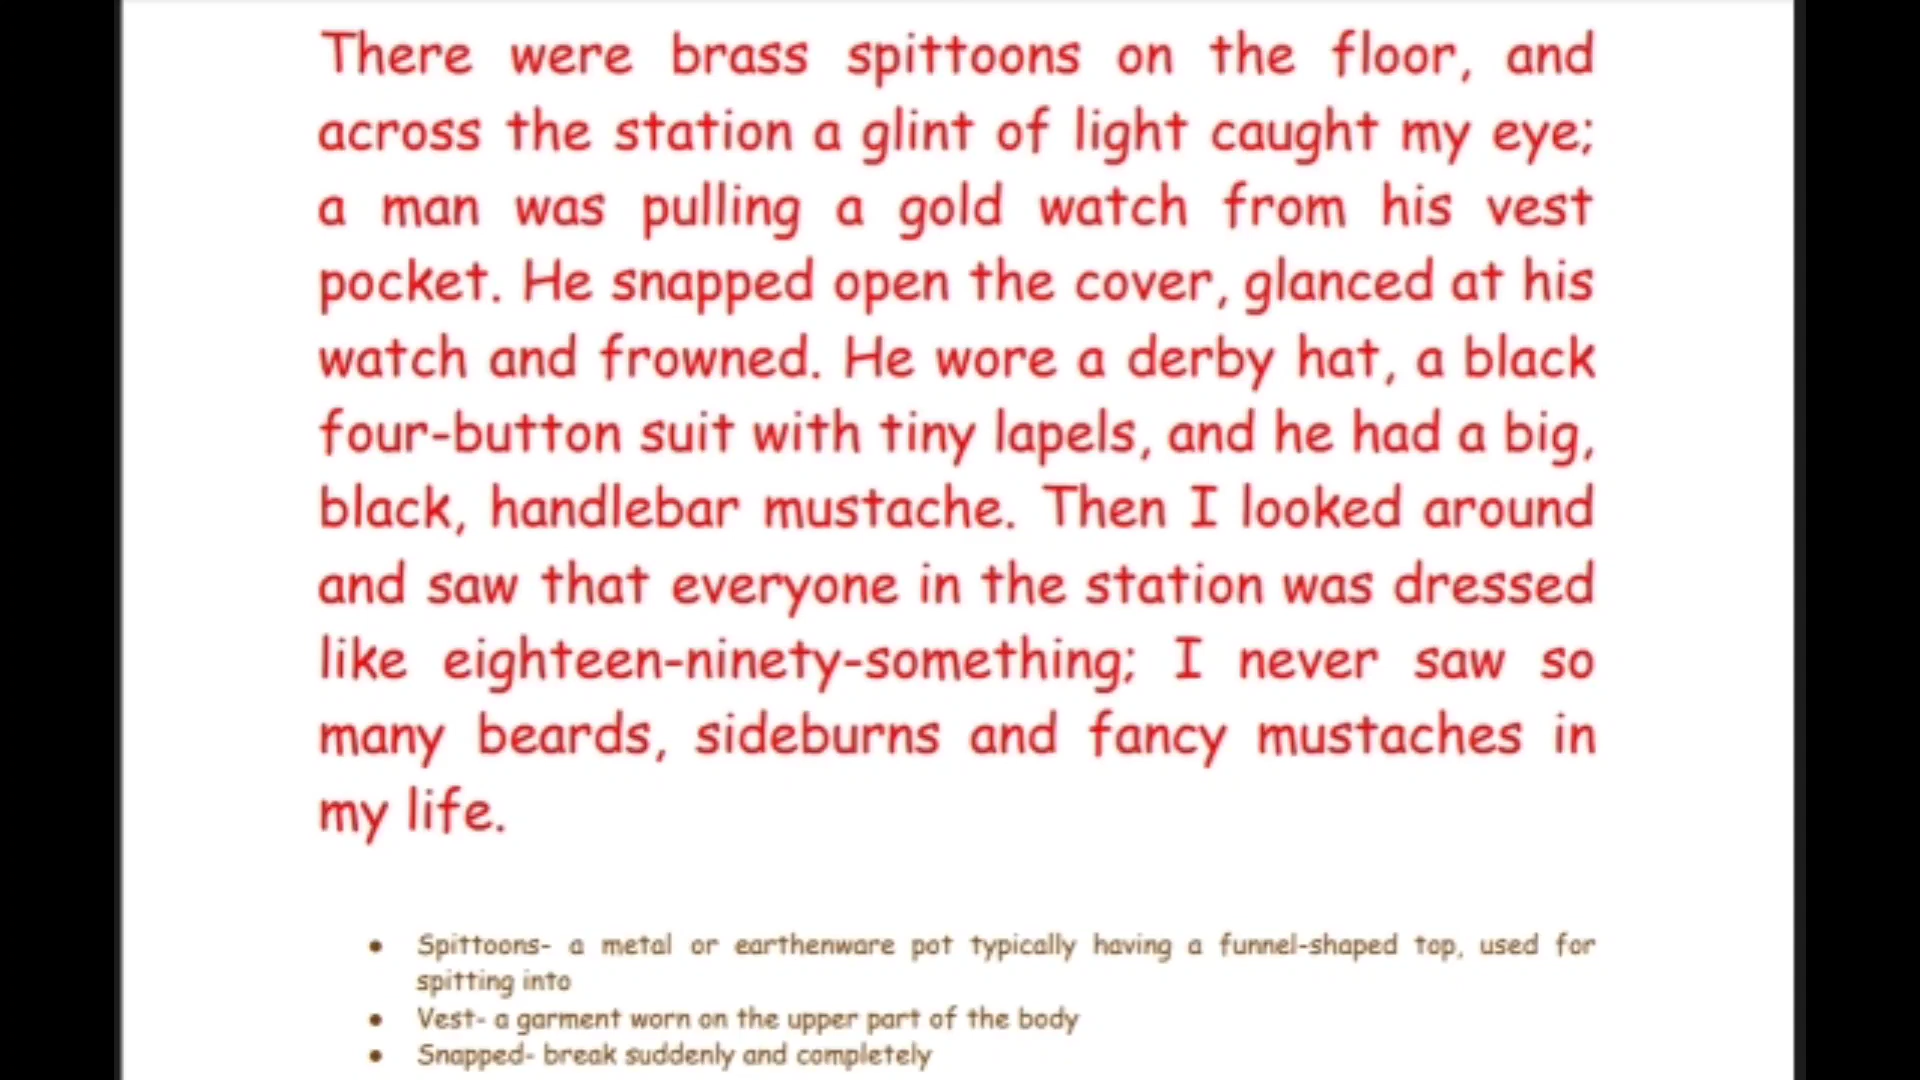 There were brass spittoons on the floor, and
across the station a glint of light caught my eye;
a man was pulling a gold watch from his vest
pocket. He snapped open the cover, glanced at his
watch and frowned. He wore a derby hat, a black
four-button suit with tiny lapels, and he had a big,
black, handlebar mustache. Then I looked around
and saw that everyone in the station was dressed
like eighteen-ninety-something; I never saw so
many beards, sideburns and fancy mustaches in
my life.
● Spittoons- a metal or earthenware pot typically having a funnel-shaped top, used for
spitting into
● Vest- a garment worn on the upper part of the body
● Snapped- break suddenly and completely